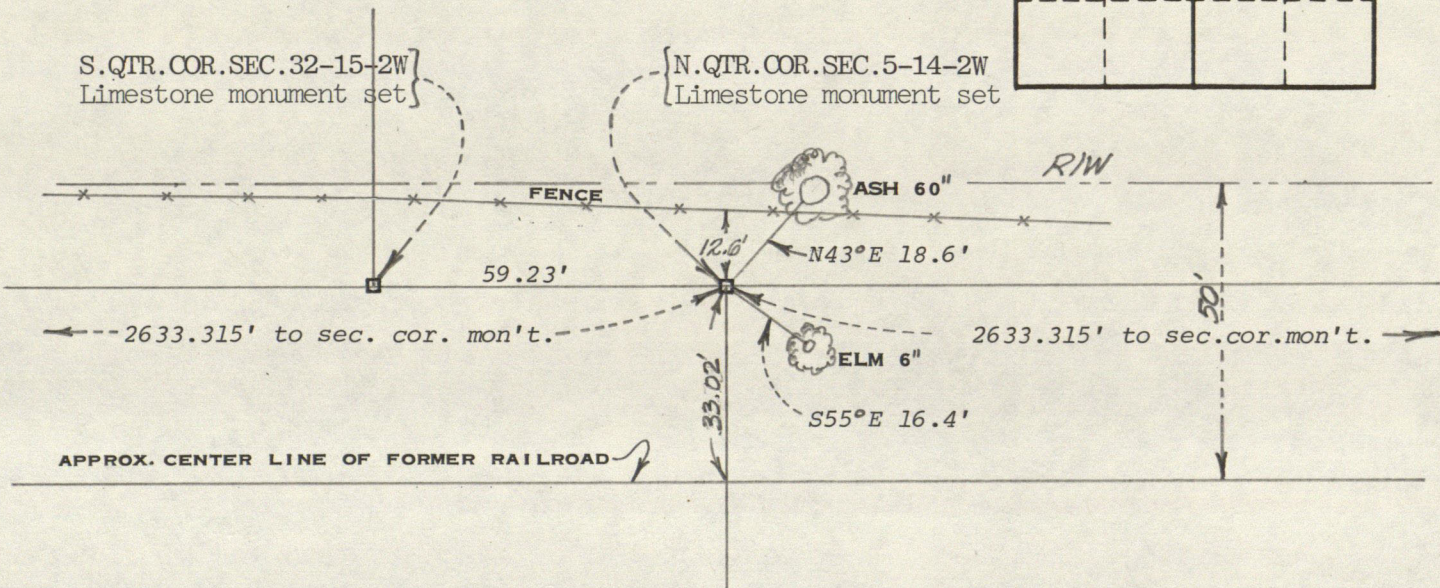 S.QTR.COR.SEC.32-15-2W
Limestone monument set
N.QTR.COR.SEC.5-14-2W
Limestone monument set
R/W
FENCE
ASH 60"
12.6'
N43°E 18.6'
59.23'
50'
2633.315' to sec. cor. mon't.
2633.315' to sec.cor.mon't.
ELM 6"
33.02'
S55°E 16.4'
APPROX. CENTER LINE OF FORMER RAILROAD